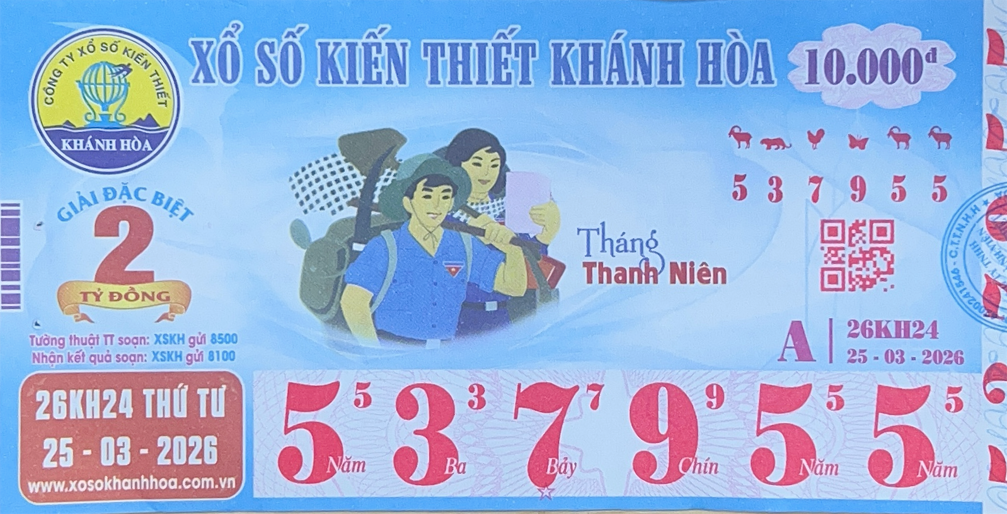 CÔNG TY XỔ SỐ KIẾN THIẾT
KHÁNH HÒA
XỔ SỐ KIẾN THIẾT KHÁNH HÒA
10.000đ
5 3 7 9 5 5
GIẢI ĐẶC BIỆT
2
TỶ ĐỒNG
Tháng
Thanh Niên
Tường thuật TT soạn: XSKH gửi 8500
Nhận kết quả soạn: XSKH gửi 8100
A
26KH24
25 - 03 - 2026
26KH24 THỨ TƯ
25 - 03 - 2026
www.xosokhanhhoa.com.vn
5 5 3 3 7 7 9 9 5 5 5 5
Năm Ba Bảy Chín Năm Năm